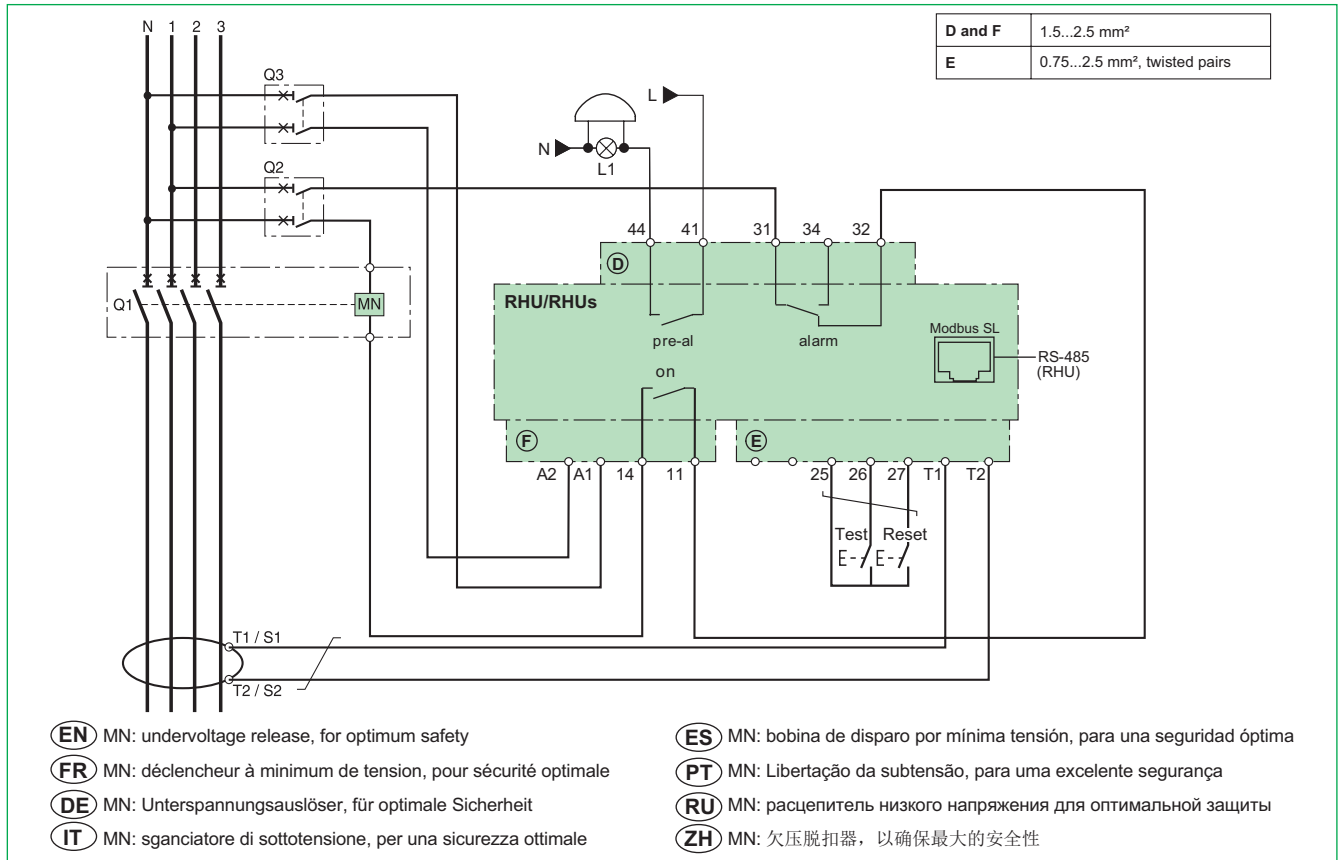 N 1 2 3
D and F 1.5...2.5 mm²
E 0.75...2.5 mm², twisted pairs
Q3
L
N
L1
Q2
44 41 31 34 32
D
Q1
MN
RHU/RHUs
pre-al
alarm
Modbus SL
RS-485
(RHU)
on
F
E
A2 A1 14 11
25 26 27 T1 T2
Test Reset
E E
T1 / S1
T2 / S2
EN MN: undervoltage release, for optimum safety
FR MN: déclencheur à minimum de tension, pour sécurité optimale
DE MN: Unterspannungsauslöser, für optimale Sicherheit
IT MN: sganciatore di sottotensione, per una sicurezza ottimale
ES MN: bobina de disparo por mínima tensión, para una seguridad óptima
PT MN: Libertação da subtensão, para uma excelente segurança
RU MN: расцепитель низкого напряжения для оптимальной защиты
ZH MN: 欠压脱扣器，以确保最大的安全性